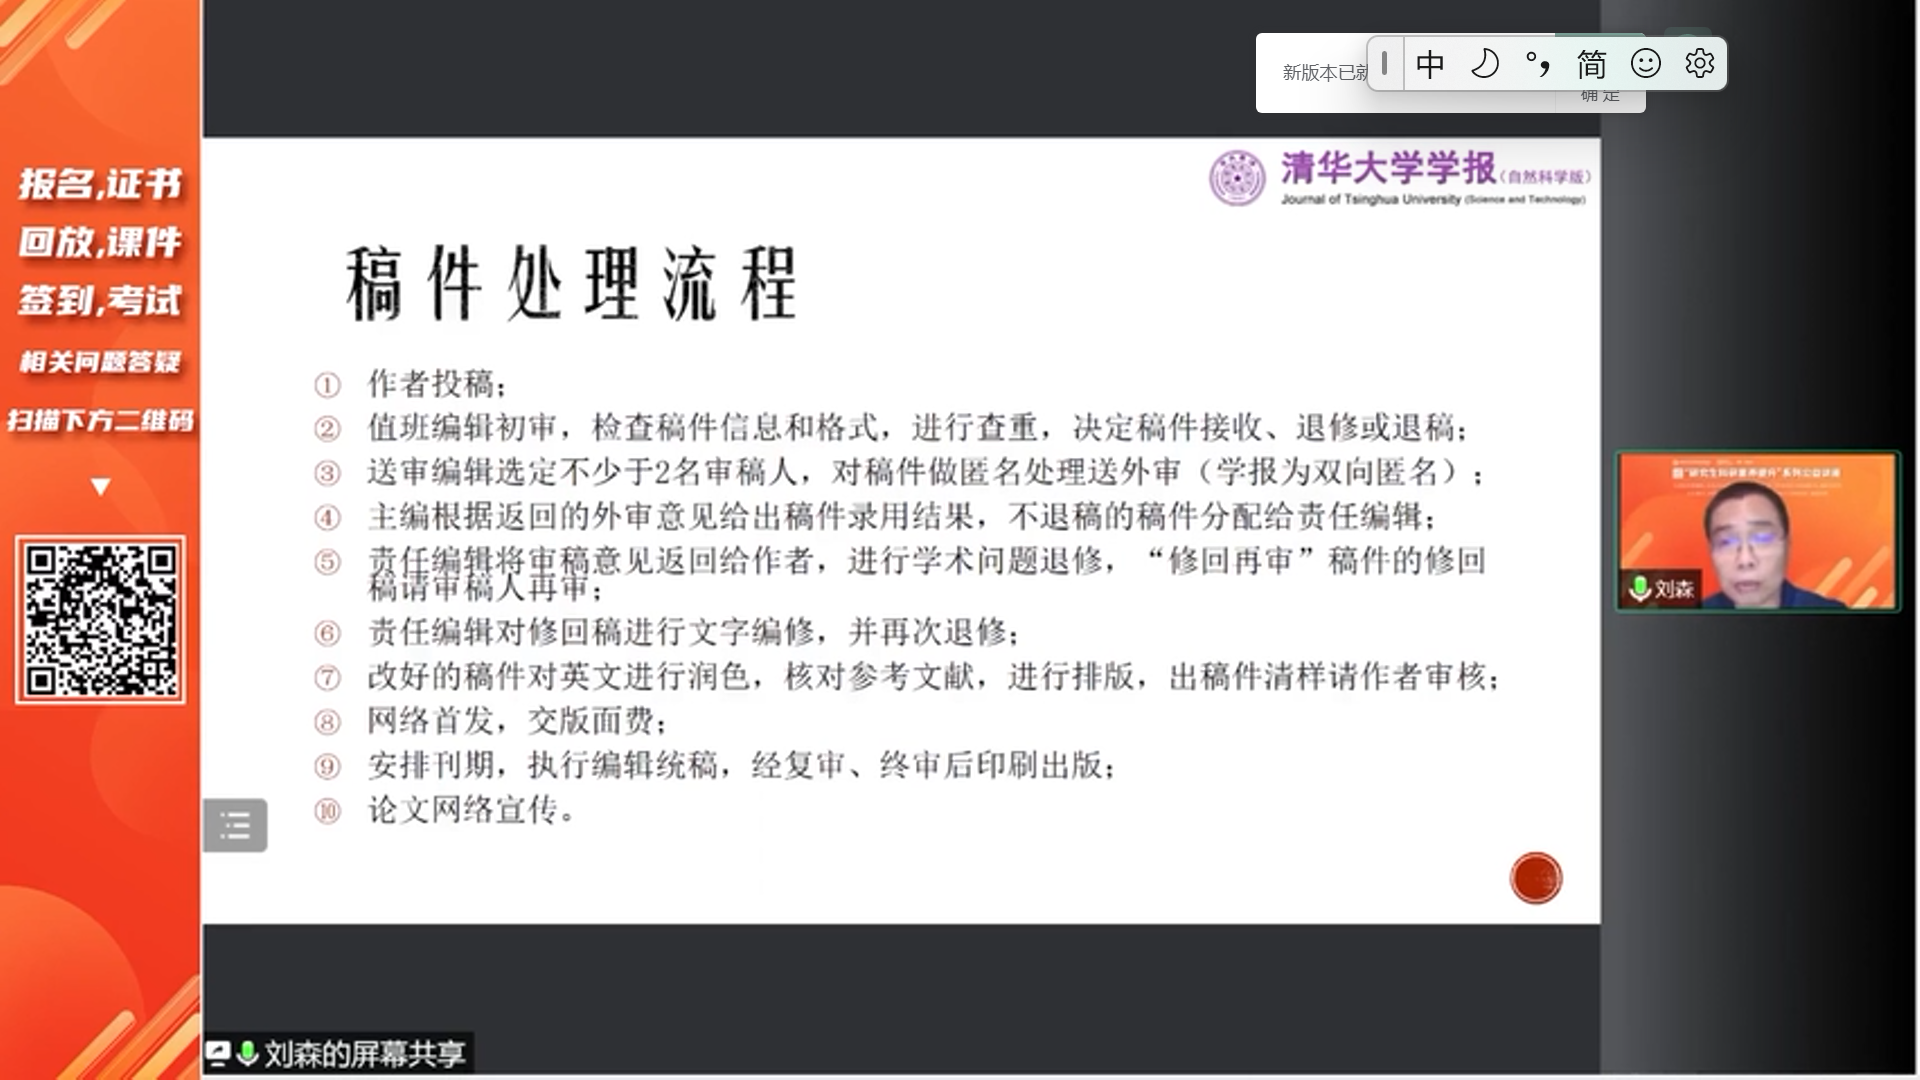 报名,证书
回放,课件
签到,考试
相关问题答疑
扫描下方二维码
新版本已就
中 简
确 定
清华大学学报(自然科学版)
Journal of Tsinghua University (Science and Technology)
稿件处理流程
① 作者投稿；
② 值班编辑初审，检查稿件信息和格式，进行查重，决定稿件接收、退修或退稿；
③ 送审编辑选定不少于2名审稿人，对稿件做匿名处理送外审（学报为双向匿名）；
④ 主编根据返回的外审意见给出稿件录用结果，不退稿的稿件分配给责任编辑；
⑤ 责任编辑将审稿意见返回给作者，进行学术问题退修，“修回再审”稿件的修回
稿请审稿人再审；
⑥ 责任编辑对修回稿进行文字编修，并再次退修；
⑦ 改好的稿件对英文进行润色，核对参考文献，进行排版，出稿件清样请作者审核；
⑧ 网络首发，交版面费；
⑨ 安排刊期，执行编辑统稿，经复审、终审后印刷出版；
⑩ 论文网络宣传。
刘森
刘森的屏幕共享